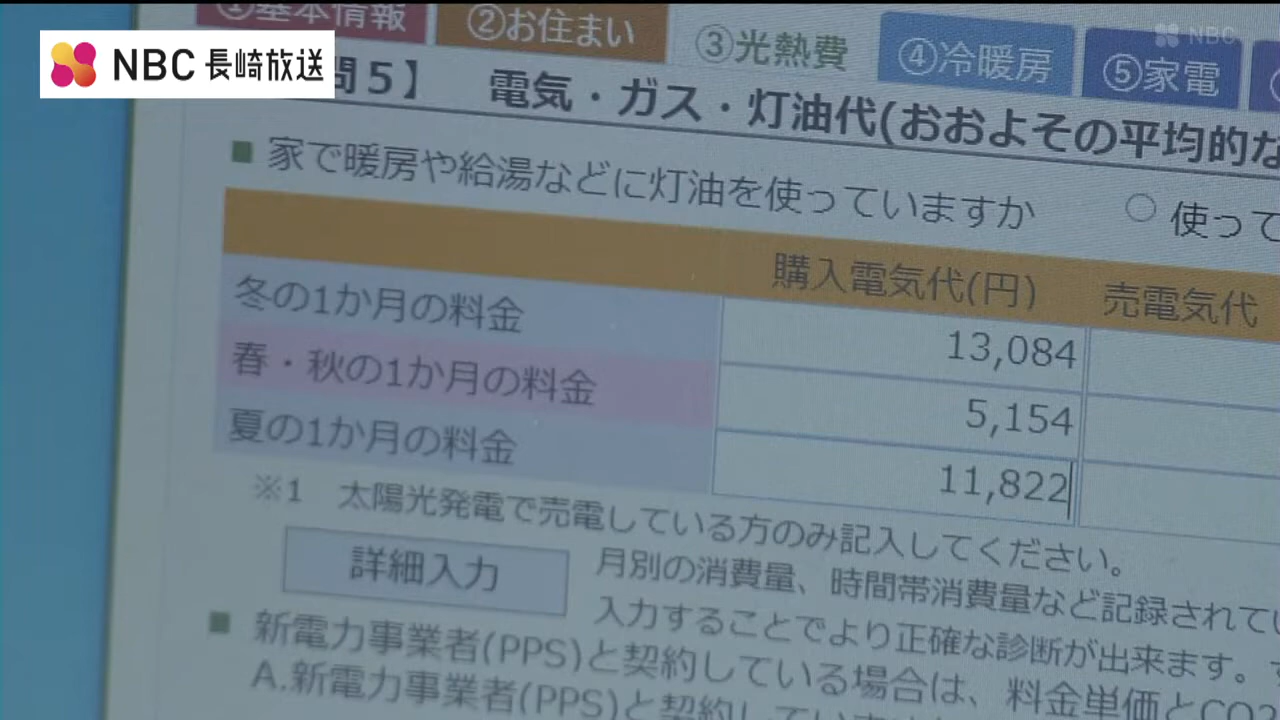 ①基本情報
②お住まい
③光熱費
④冷暖房
⑤家電
NBC
NBC 長崎放送
問５】 電気・ガス・灯油代(おおよその平均的な
■ 家で暖房や給湯などに灯油を使っていますか ○ 使って
購入電気代(円) 売電気代
冬の1か月の料金 13,084
春・秋の1か月の料金 5,154
夏の1か月の料金 11,822
※1 太陽光発電で売電している方のみ記入してください。
詳細入力
月別の消費量、時間帯消費量など記録されてい
入力することでより正確な診断が出来ます。
■ 新電力事業者(PPS)と契約している場合は、料金単価とCO2
A.新電力事業者(PPS)と契約してい